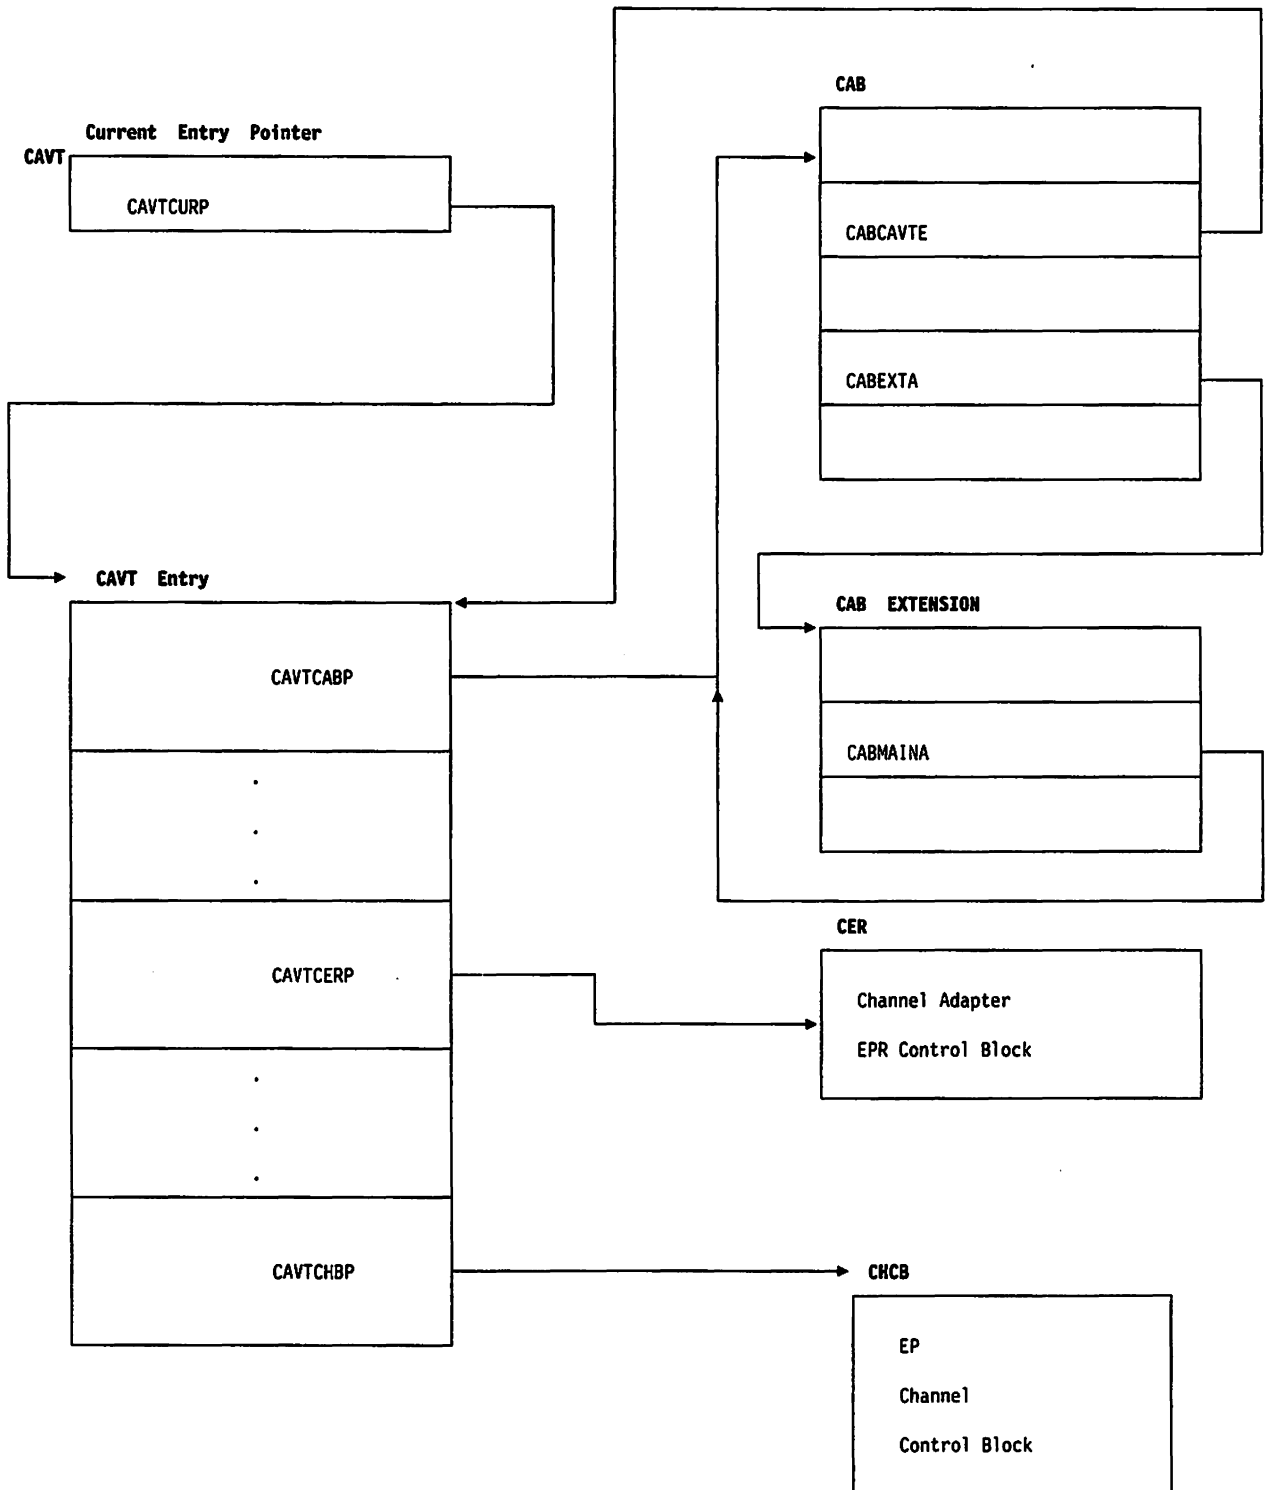 CAB
Current Entry Pointer
CAVT
CAVTCURP
CABCAVTE
CABEXTA
CAVT Entry
CAB EXTENSION
CAVTCABP
CABMAINA
.
.
.
CER
CAVTCERP
Channel Adapter
EPR Control Block
.
.
.
CAVTCHBP
CHCB
EP
Channel
Control Block